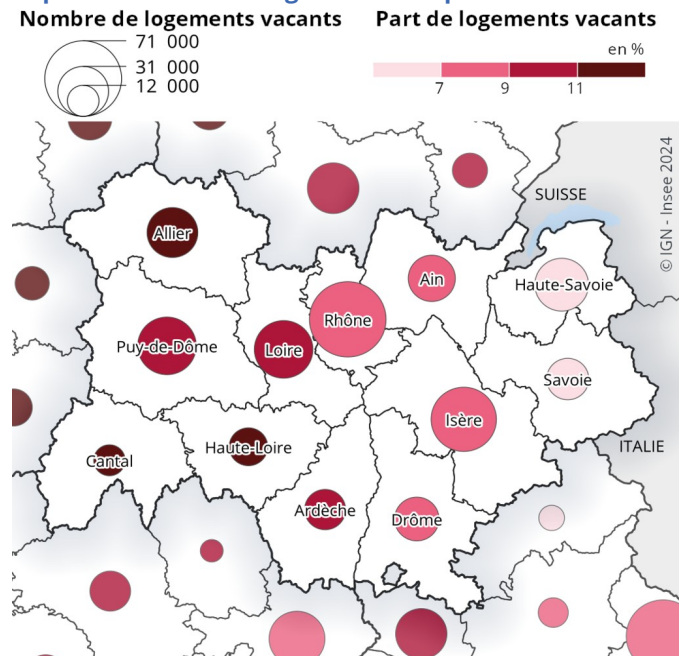 Nombre de logements vacants
Part de logements vacants
71 000
31 000
12 000
en %
7
9
11
© IGN - Insee 2024
SUISSE
Allier
Ain
Haute-Savoie
Rhône
Puy-de-Dôme
Loire
Savoie
Isère
Haute-Loire
Cantal
ITALIE
Ardèche
Drôme